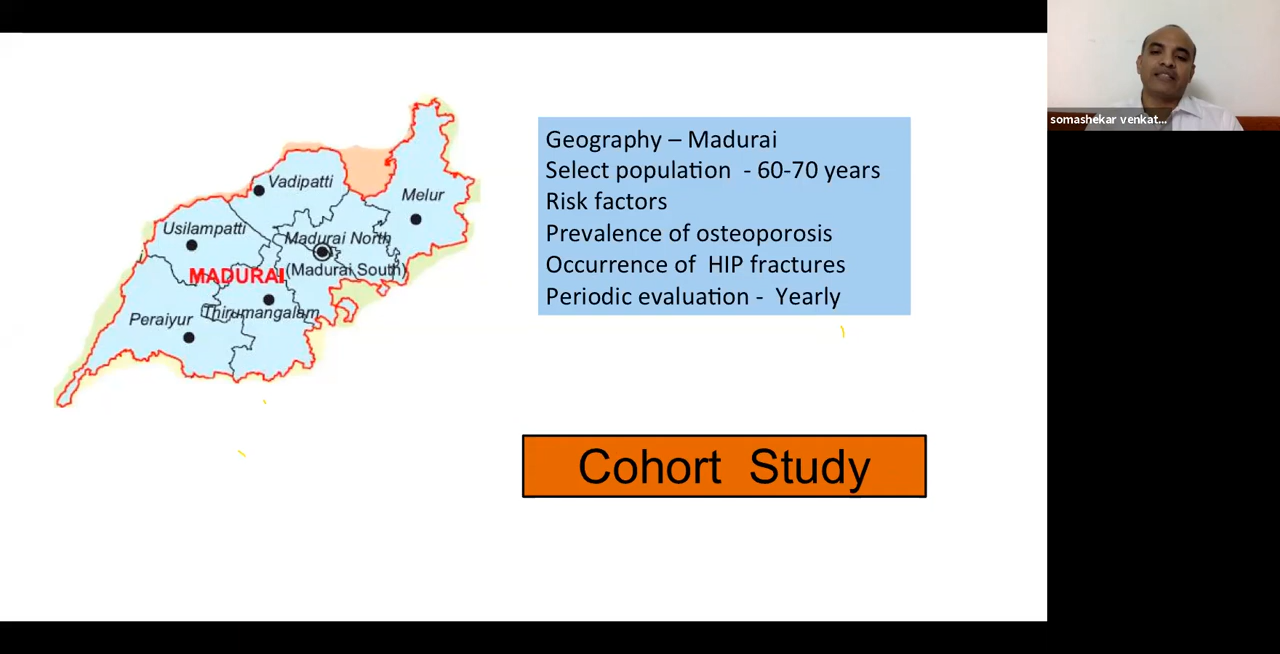 Vadipatti
Melur
Usilampatti
Madurai North
MADURAI
(Madurai South)
Peraiyur
Thirumangalam
Geography – Madurai
Select population - 60-70 years
Risk factors
Prevalence of osteoporosis
Occurrence of HIP fractures
Periodic evaluation - Yearly
Cohort Study
somashekar venkat...